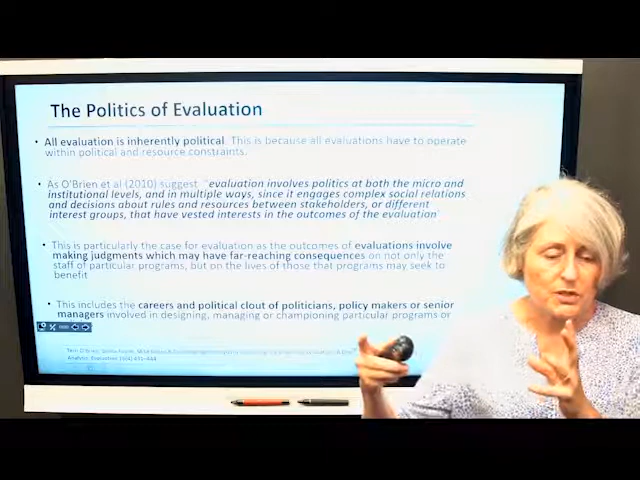 The Politics of Evaluation
• All evaluation is inherently political. This is because all evaluations have to operate
within political and resource constraints.
• As O'Brien et al (2010) suggest "evaluation involves politics at both the micro and
institutional levels, and in multiple ways, since it engages complex social relations
and decisions about rules and resources between stakeholders, or different
interest groups, that have vested interests in the outcomes of the evaluation"
• This is particularly the case for evaluation as the outcomes of evaluations involve
making judgments which may have far-reaching consequences on not only the
staff of particular programs, but on the lives of those that programs may seek to
benefit
• This includes the careers and political clout of politicians, policy makers or senior
managers involved in designing, managing or championing particular programs or
Analytics. Evaluation